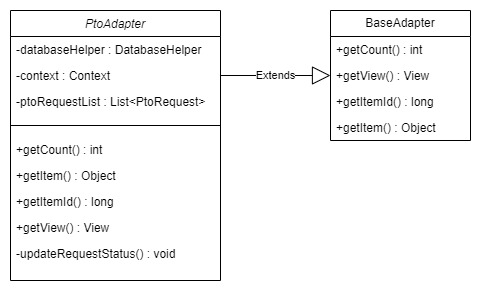 PtoAdapter
-databaseHelper : DatabaseHelper
-context : Context
-ptoRequestList : List<PtoRequest>
+getCount() : int
+getItem() : Object
+getItemId() : long
+getView() : View
-updateRequestStatus() : void
Extends
BaseAdapter
+getCount() : int
+getView() : View
+getItemId() : long
+getItem() : Object